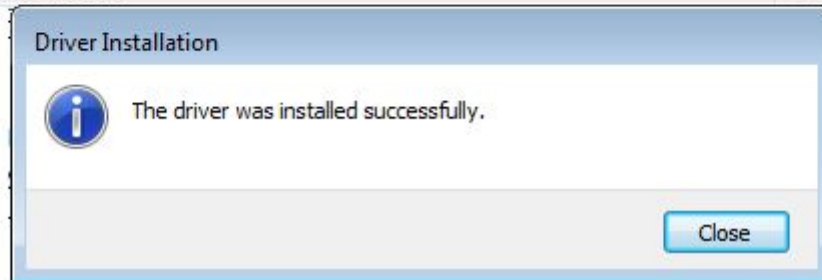 Driver Installation
The driver was installed successfully.
Close